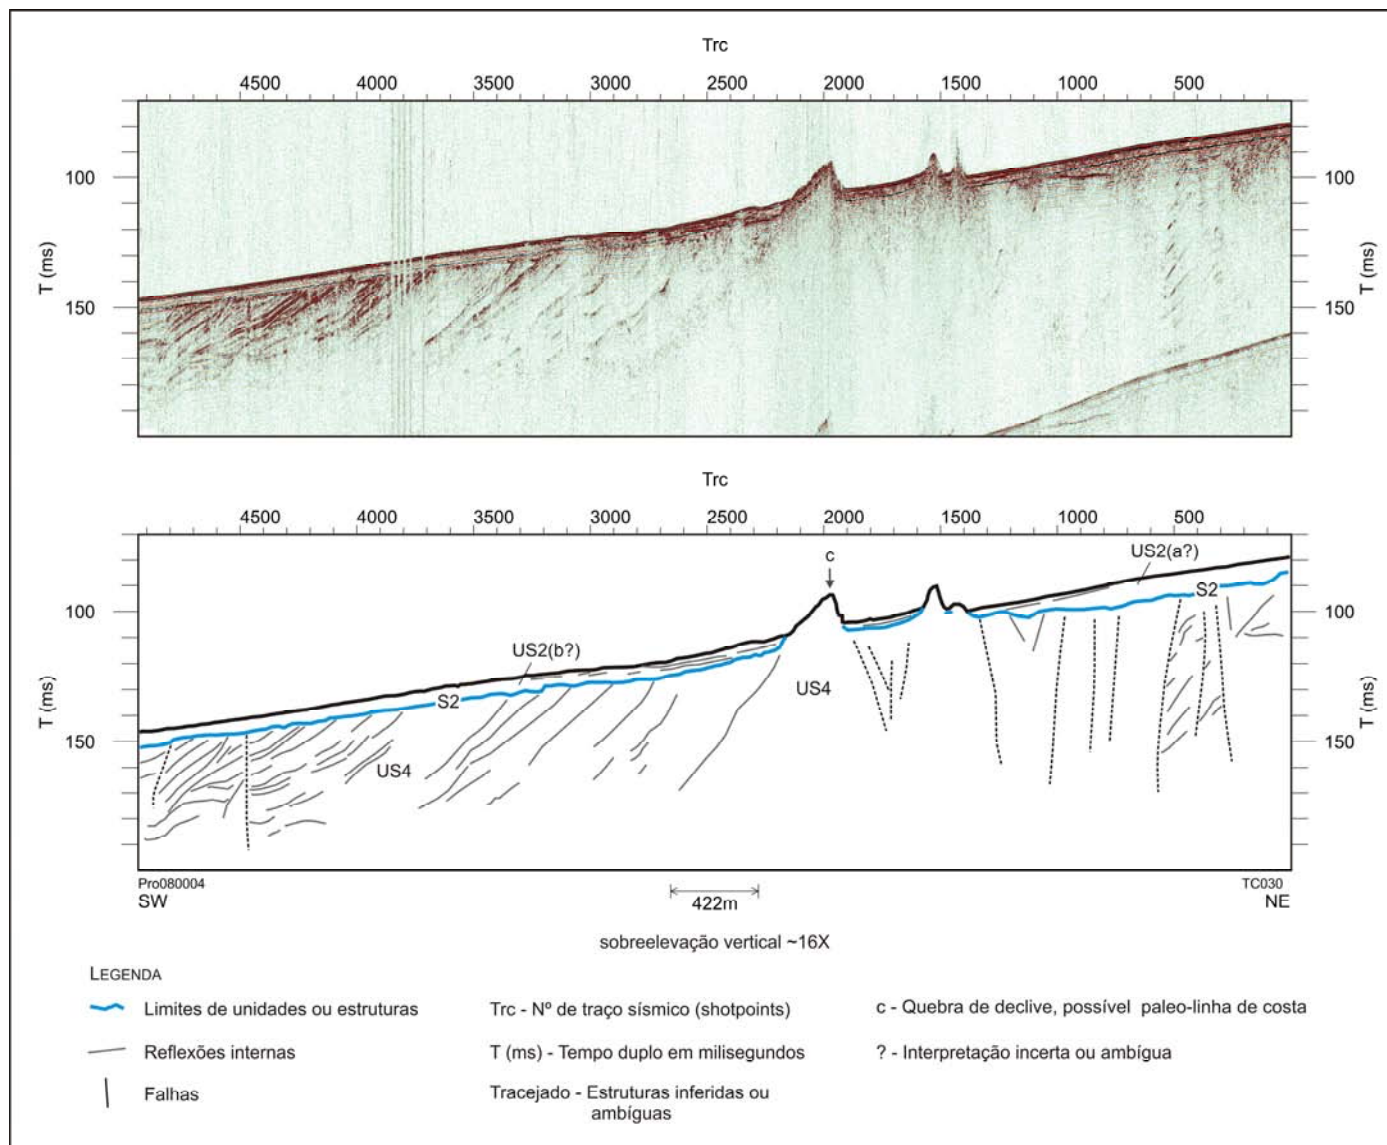 Trc
4500 4000 3500 3000 2500 2000 1500 1000 500
100 100
T (ms) T (ms)
150 150
Trc
4500 4000 3500 3000 2500 2000 1500 1000 500
c
US2(a?)
S2
100 100
US2(b?)
S2
US4
T (ms) T (ms)
150 150
US4
Pro080004 TC030
SW 422m NE
sobreelevação vertical ~16X
LEGENDA
Limites de unidades ou estruturas
Reflexões internas
Falhas
Trc - Nº de traço sísmico (shotpoints)
T (ms) - Tempo duplo em milisegundos
Tracejado - Estruturas inferidas ou
ambíguas
c - Quebra de declive, possível paleo-linha de costa
? - Interpretação incerta ou ambígua